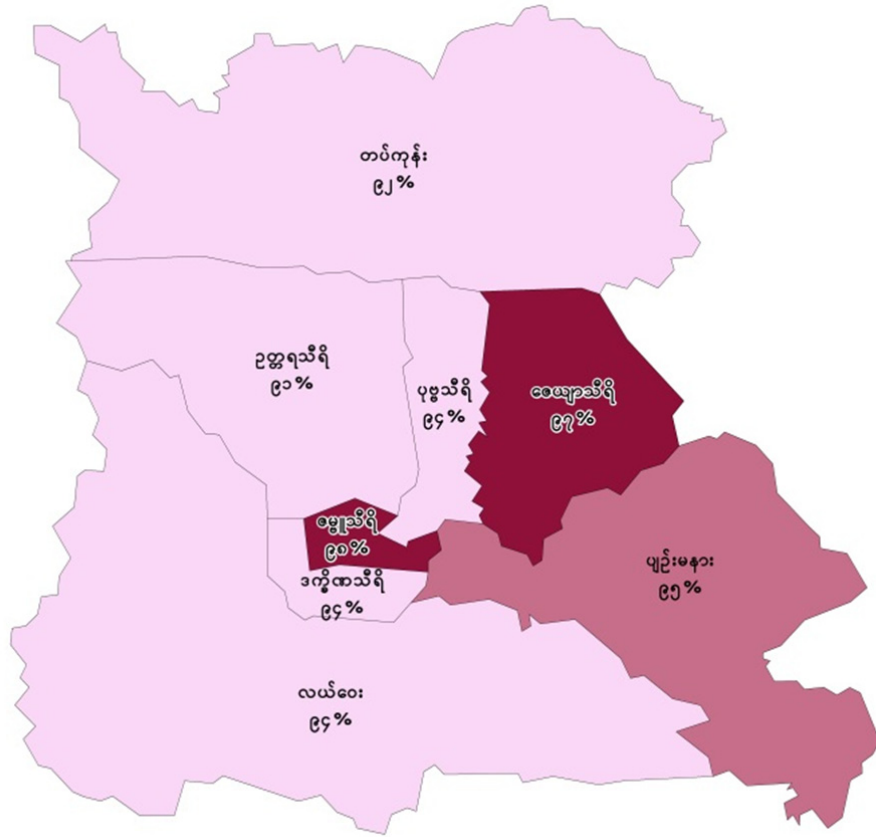 တပ်ကုန်း
၉၂%
ဥတ္တရသီရိ
၉၁%
ပုဗ္ဗသီရိ
၉၄%
ဇေယျာသီရိ
၉၇%
ဇမ္ဗူသီရိ
၉၈%
ဒက္ခိဏသီရိ
၉၄%
ပျဉ်းမနား
၉၅%
လယ်ဝေး
၉၄%